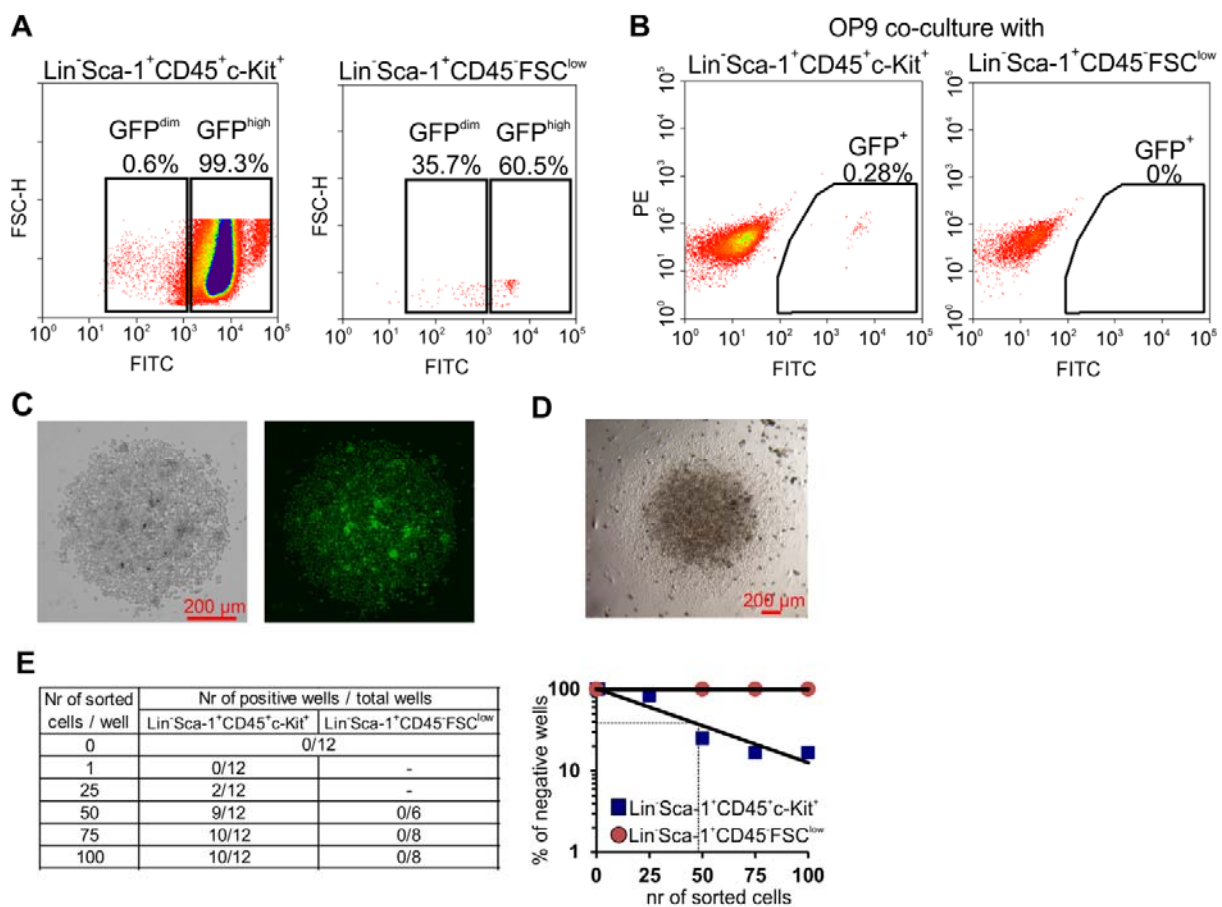 A
Lin⁻Sca-1⁺CD45⁺c-Kit⁺
Lin⁻Sca-1⁺CD45⁻FSC^low
GFP^dim GFP^high
0.6% 99.3%
GFP^dim GFP^high
35.7% 60.5%
FSC-H
FSC-H
10⁰ 10¹ 10² 10³ 10⁴ 10⁵
FITC
10⁰ 10¹ 10² 10³ 10⁴ 10⁵
FITC
B
OP9 co-culture with
Lin⁻Sca-1⁺CD45⁺c-Kit⁺
Lin⁻Sca-1⁺CD45⁻FSC^low
GFP⁺
0.28%
GFP⁺
0%
PE
10⁵
10⁴
10³
10²
10¹
10⁰
10⁵
10⁴
10³
10²
10¹
10⁰
10⁰ 10¹ 10² 10³ 10⁴ 10⁵
FITC
10⁰ 10¹ 10² 10³ 10⁴ 10⁵
FITC
C
200 µm
D
200 µm
E
Nr of sorted cells / well
Nr of positive wells / total wells
Lin⁻Sca-1⁺CD45⁺c-Kit⁺ Lin⁻Sca-1⁺CD45⁻FSC^low
0 0/12
1 0/12 -
25 2/12 -
50 9/12 0/6
75 10/12 0/8
100 10/12 0/8
% of negative wells
100
10
1
Lin⁻Sca-1⁺CD45⁺c-Kit⁺
Lin⁻Sca-1⁺CD45⁻FSC^low
0 25 50 75 100
nr of sorted cells